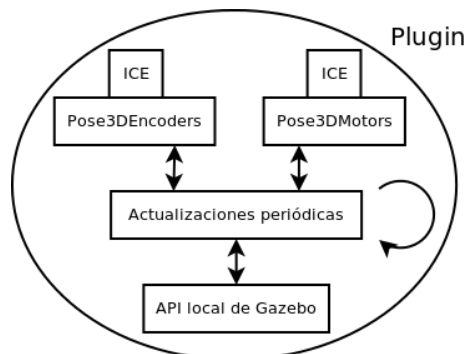 Plugin
ICE
ICE
Pose3DEncoders
Pose3DMotors
Actualizaciones periódicas
API local de Gazebo